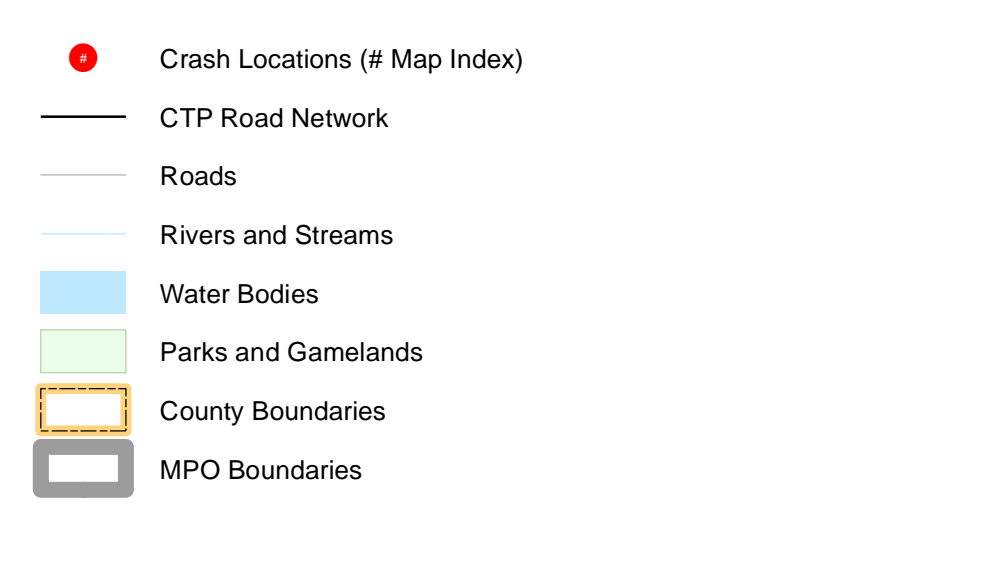 # Crash Locations (# Map Index)
CTP Road Network
Roads
Rivers and Streams
Water Bodies
Parks and Gamelands
County Boundaries
MPO Boundaries